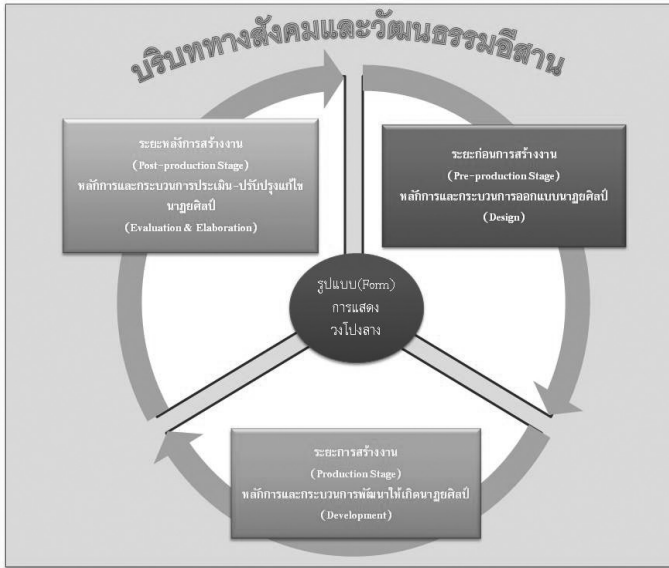 บริบททางสังคมและวัฒนธรรมอีสาน
ระยะหลังการสร้างงาน
(Post-production Stage)
หลักการและกระบวนการประเมิน-ปรับปรุงแก้ไข
นาฏยศิลป์
(Evaluation & Elaboration)
ระยะก่อนการสร้างงาน
(Pre-production Stage)
หลักการและกระบวนการออกแบบนาฏยศิลป์
(Design)
รูปแบบ(Form)
การแสดง
วงโปงลาง
ระยะการสร้างงาน
(Production Stage)
หลักการและกระบวนการพัฒนาให้เกิดนาฏยศิลป์
(Development)